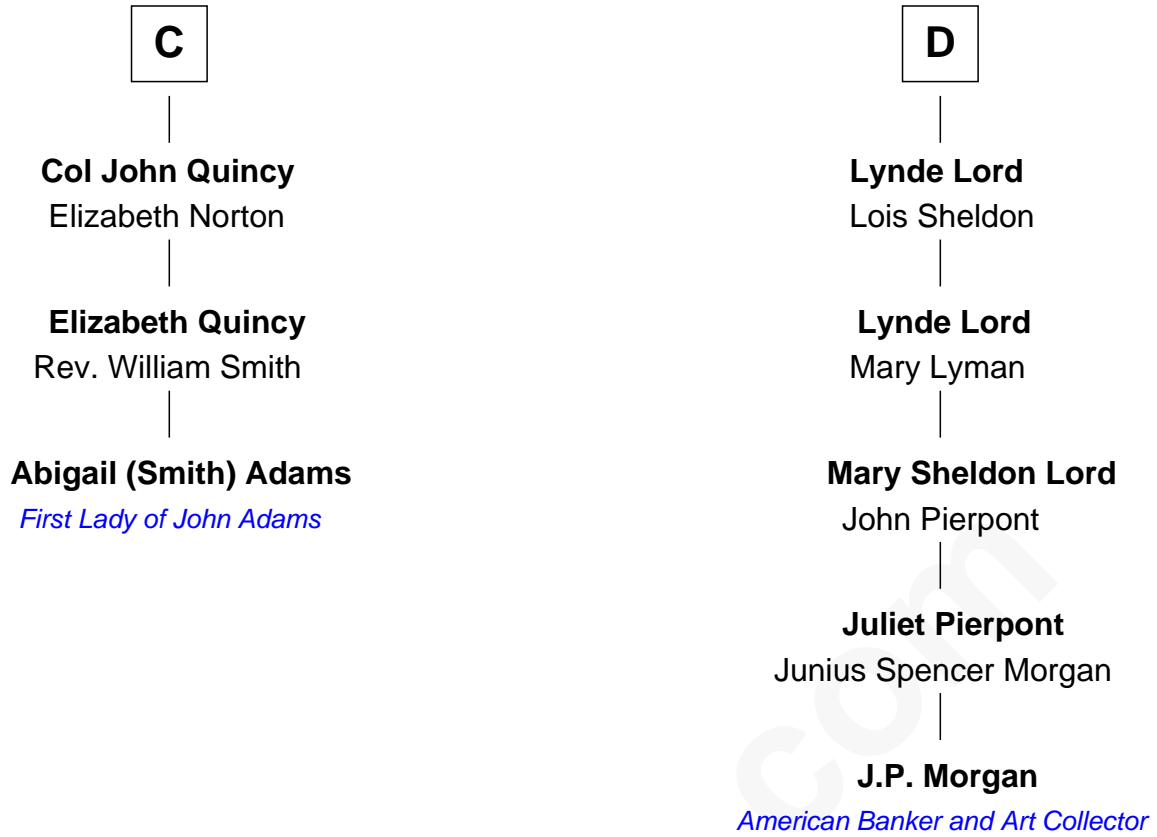 C
Col John Quincy
Elizabeth Norton
Elizabeth Quincy
Rev. William Smith
Abigail (Smith) Adams
First Lady of John Adams
D
Lynde Lord
Lois Sheldon
Lynde Lord
Mary Lyman
Mary Sheldon Lord
John Pierpont
Juliet Pierpont
Junius Spencer Morgan
J.P. Morgan
American Banker and Art Collector
com